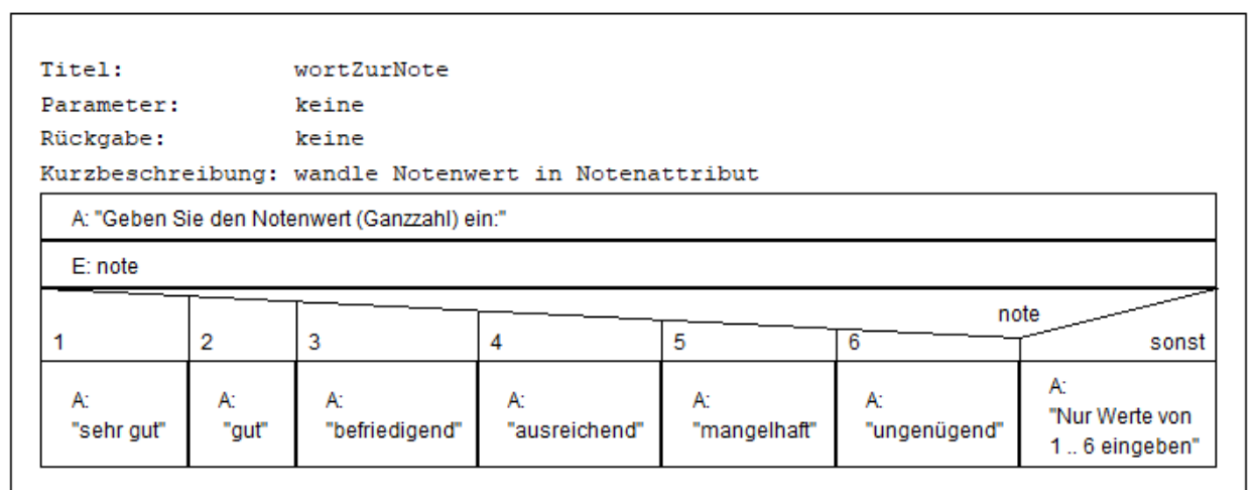 Titel: wortZurNote
Parameter: keine
Rückgabe: keine
Kurzbeschreibung: wandle Notenwert in Notenattribut
A: "Geben Sie den Notenwert (Ganzzahl) ein:"
E: note
note
1 2 3 4 5 6 sonst
A:
"sehr gut"
A:
"gut"
A:
"befriedigend"
A:
"ausreichend"
A:
"mangelhaft"
A:
"ungenügend"
A:
"Nur Werte von
1 .. 6 eingeben"